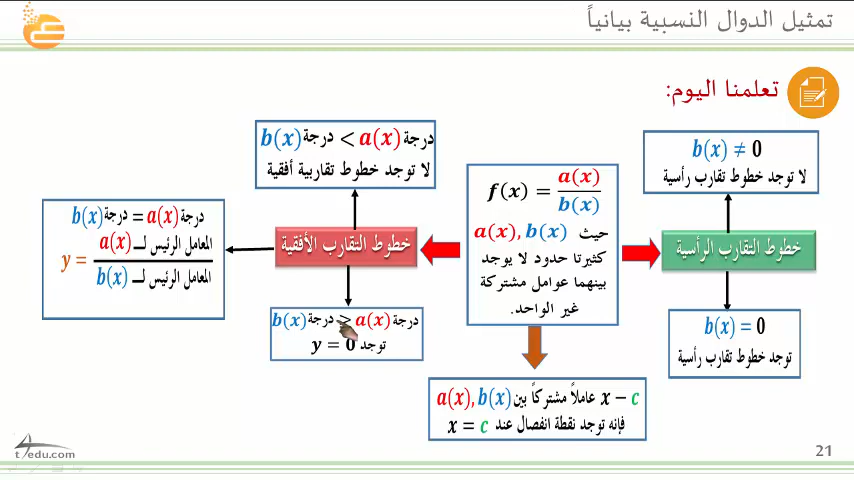 تمثيل الدوال النسبية بيانياً
تعلمنا اليوم:
b(x) ≠ 0
لا توجد خطوط تقارب رأسية
خطوط التقارب الرأسية
b(x) = 0
توجد خطوط تقارب رأسية
f(x) = a(x) / b(x)
حيث a(x), b(x)
كثيرتا حدود لا يوجد
بينهما عوامل مشتركة
غير الواحد.
x − c عاملاً مشتركاً بين a(x), b(x)
فإنه توجد نقطة انفصال عند x = c
درجة a(x) > درجة b(x)
لا توجد خطوط تقاربية أفقية
خطوط التقارب الأفقية
درجة a(x) = درجة b(x)
y = المعامل الرئيس لـ a(x) / المعامل الرئيس لـ b(x)
درجة a(x) < درجة b(x)
توجد y = 0
t4edu.com
21